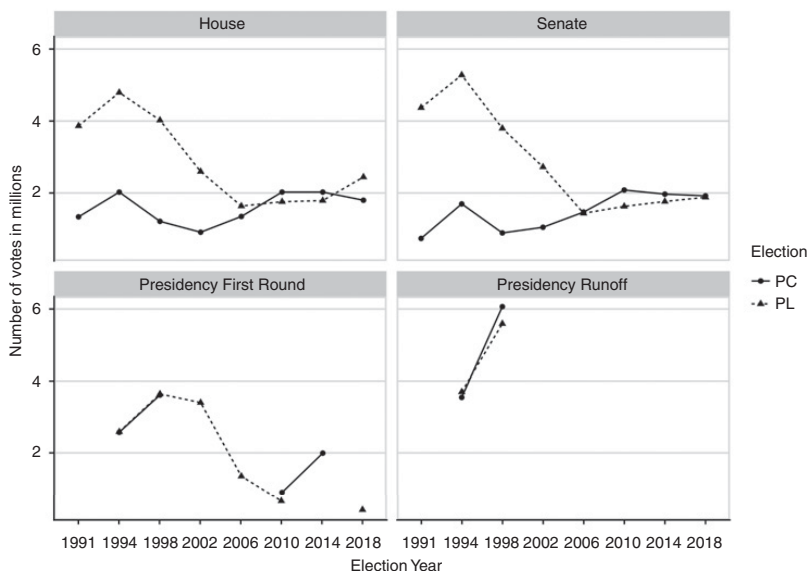 House
Senate
6
4
2
Presidency First Round
Presidency Runoff
6
4
2
1991 1994 1998 2002 2006 2010 2014 2018
1991 1994 1998 2002 2006 2010 2014 2018
Election Year
Number of votes in millions
Election
PC
PL